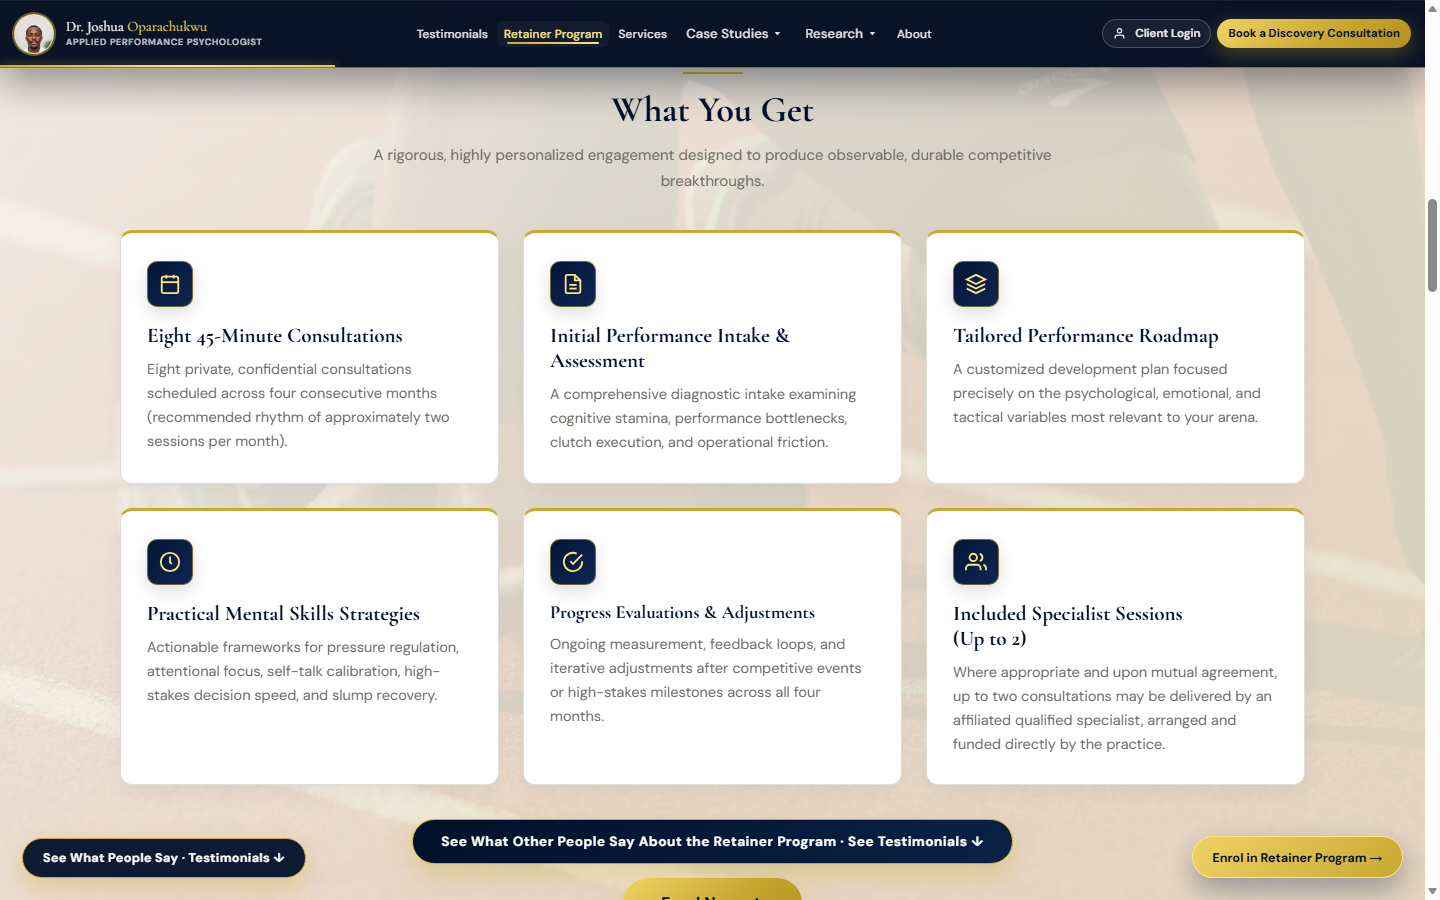 Dr. Joshua Oparachukwu
APPLIED PERFORMANCE PSYCHOLOGIST
Testimonials
Retainer Program
Services
Case Studies
Research
About
Client Login
Book a Discovery Consultation
What You Get
A rigorous, highly personalized engagement designed to produce observable, durable competitive
breakthroughs.
Eight 45-Minute Consultations
Eight private, confidential consultations
scheduled across four consecutive months
(recommended rhythm of approximately two
sessions per month).
Initial Performance Intake &
Assessment
A comprehensive diagnostic intake examining
cognitive stamina, performance bottlenecks,
clutch execution, and operational friction.
Tailored Performance Roadmap
A customized development plan focused
precisely on the psychological, emotional, and
tactical variables most relevant to your arena.
Practical Mental Skills Strategies
Actionable frameworks for pressure regulation,
attentional focus, self-talk calibration, high-
stakes decision speed, and slump recovery.
Progress Evaluations & Adjustments
Ongoing measurement, feedback loops, and
iterative adjustments after competitive events
or high-stakes milestones across all four
months.
Included Specialist Sessions
(Up to 2)
Where appropriate and upon mutual agreement,
up to two consultations may be delivered by an
affiliated qualified specialist, arranged and
funded directly by the practice.
See What People Say · Testimonials ↓
See What Other People Say About the Retainer Program · See Testimonials ↓
Enrol in Retainer Program →